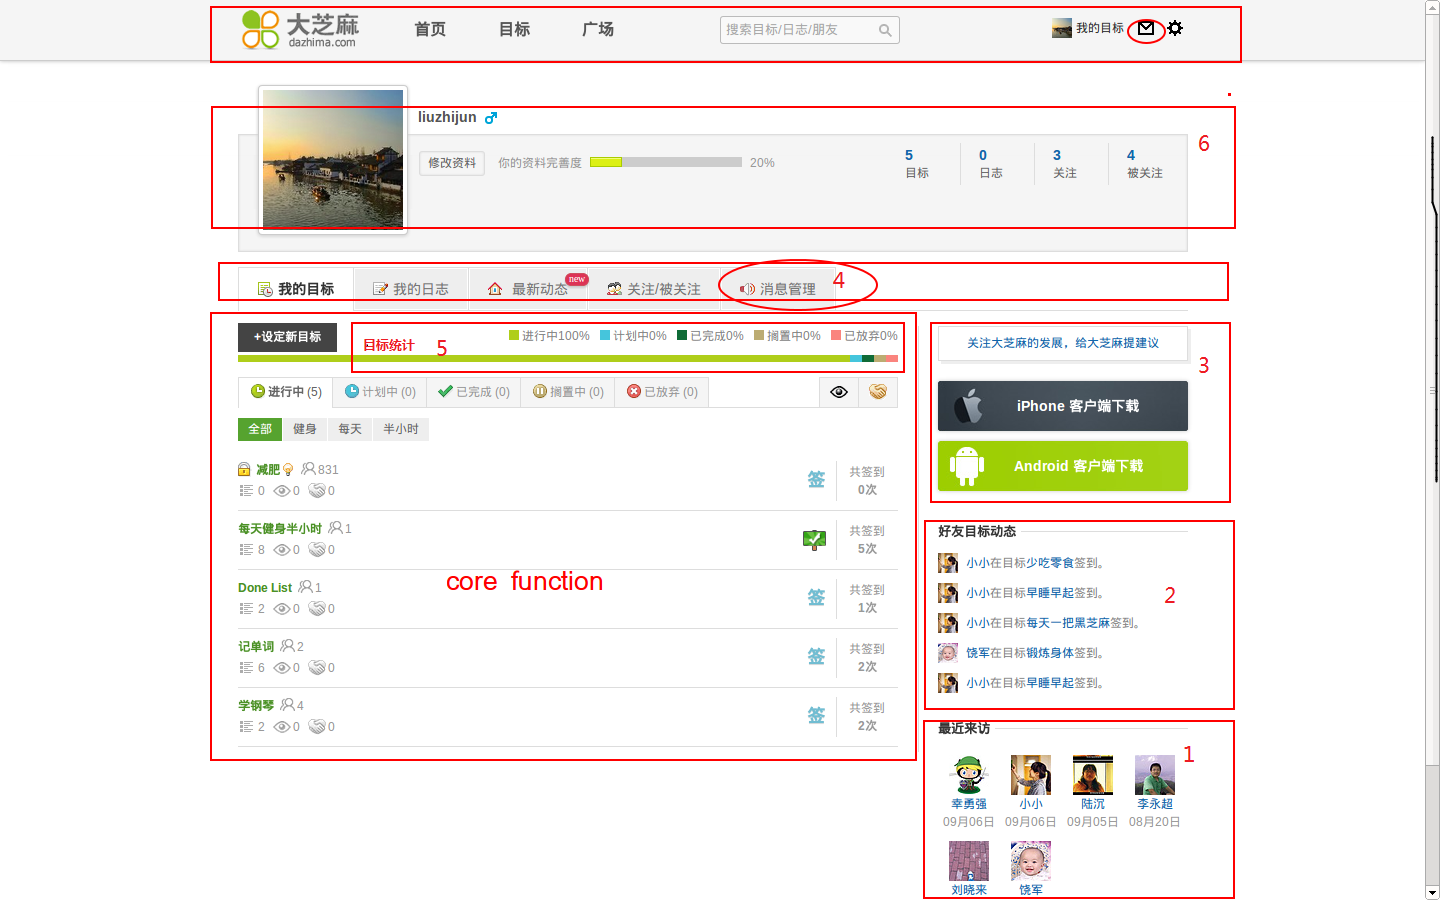 大芝麻
dazhima.com
首页 目标 广场
搜索目标/日志/朋友
我的目标
liuzhijun
6
修改资料 你的资料完善度 20%
5 0 3 4
目标 日志 关注 被关注
我的目标 我的日志 最新动态 new 关注/被关注 消息管理 4
+设定新目标
目标统计 5
进行中100% 计划中0% 已完成0% 搁置中0% 已放弃0%
进行中 (5) 计划中 (0) 已完成 (0) 搁置中 (0) 已放弃 (0)
全部 健身 每天 半小时
减肥 831
0 0 0
签
共签到
0次
每天健身半小时 1
8 0 0
共签到
5次
core function
Done List 1
2 0 0
签
共签到
1次
记单词 2
6 0 0
签
共签到
2次
学钢琴 4
2 0 0
签
共签到
2次
关注大芝麻的发展，给大芝麻提建议
3
iPhone 客户端下载
Android 客户端下载
好友目标动态
小小在目标少吃零食签到。
小小在目标早睡早起签到。
2
小小在目标每天一把黑芝麻签到。
饶军在目标锻炼身体签到。
小小在目标早睡早起签到。
最近来访
1
幸勇强 小小 陆沉 李永超
09月06日 09月06日 09月05日 08月20日
刘晓来 饶军